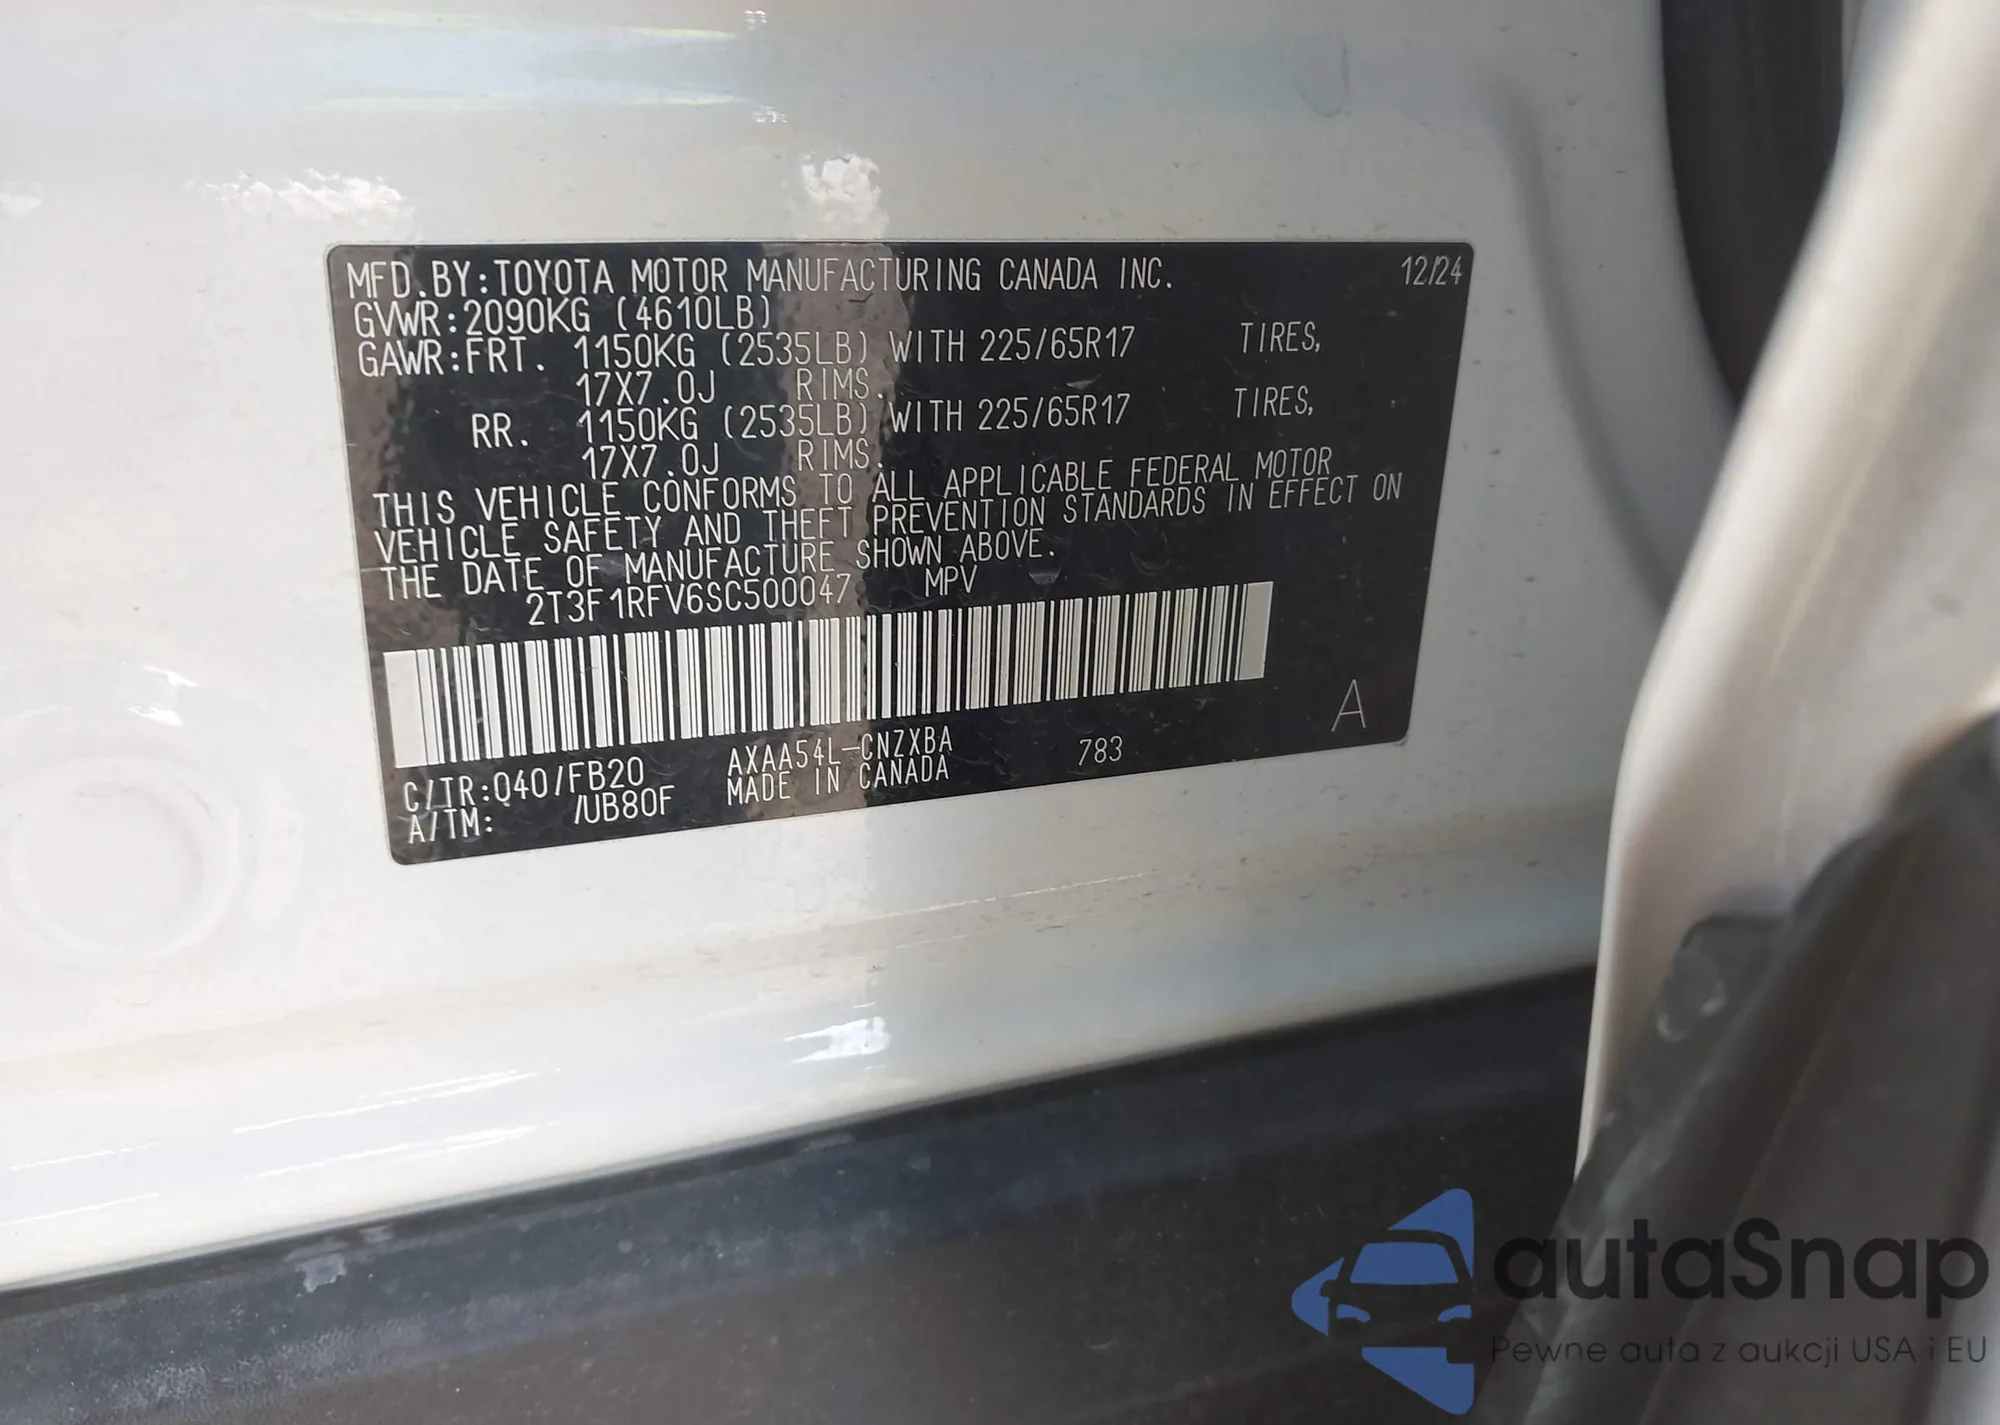 MFD.BY:TOYOTA MOTOR MANUFACTURING CANADA INC. 12/24
GVWR:2090KG (4610LB)
GAWR:FRT. 1150KG (2535LB) WITH 225/65R17 TIRES,
17X7.0J RIMS.
RR. 1150KG (2535LB) WITH 225/65R17 TIRES,
17X7.0J RIMS.
THIS VEHICLE CONFORMS TO ALL APPLICABLE FEDERAL MOTOR
VEHICLE SAFETY AND THEFT PREVENTION STANDARDS IN EFFECT ON
THE DATE OF MANUFACTURE SHOWN ABOVE.
2T3F1RFV6SC500047 MPV
A
C/TR:040/FB20 AXAA54L-CNZXBA 783
A/TM: /UB80F MADE IN CANADA
autaSnap
Pewne auta z aukcji USA i EU